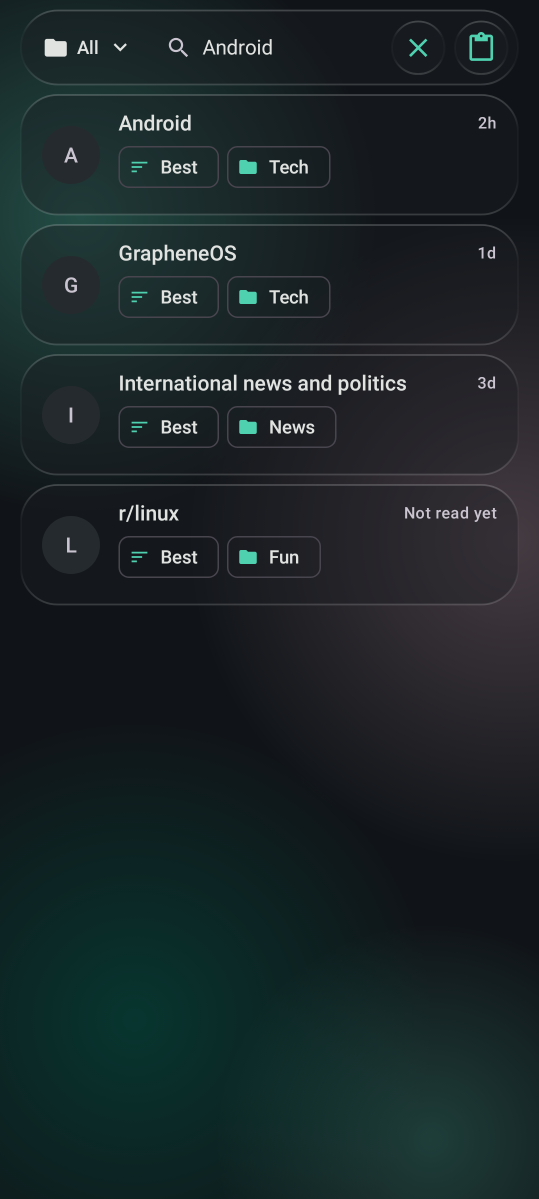 All Android
Android 2h
A
Best Tech
GrapheneOS 1d
G
Best Tech
International news and politics 3d
I
Best News
r/linux Not read yet
L
Best Fun